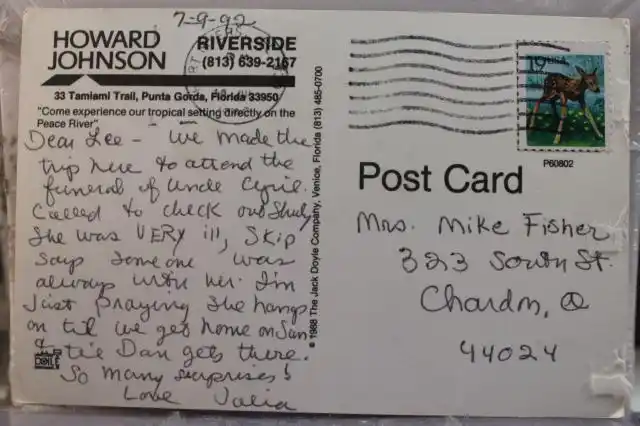 7-9-92
HOWARD JOHNSON
RIVERSIDE
(813) 639-2167
33 Tamiami Trail, Punta Gorda, Florida 33950
"Come experience our tropical setting directly on the
Peace River"
Dear Lee - We made the
trip here to attend the
funeral of Uncle Cyril.
Called to check on Shirly
She was VERY ill, Skip
says someone was
always with her. I'm
Just praying she hangs
on til we get home on Sun
& til Dan gets there.
So many surprises!
Love
© 1988 The Jack Doyle Company, Venice, Florida (813) 485-0700
DOYLE
19 USA
P60802
Post Card
Mrs. Mike Fisher
323 South St.
Chardon, O
44024